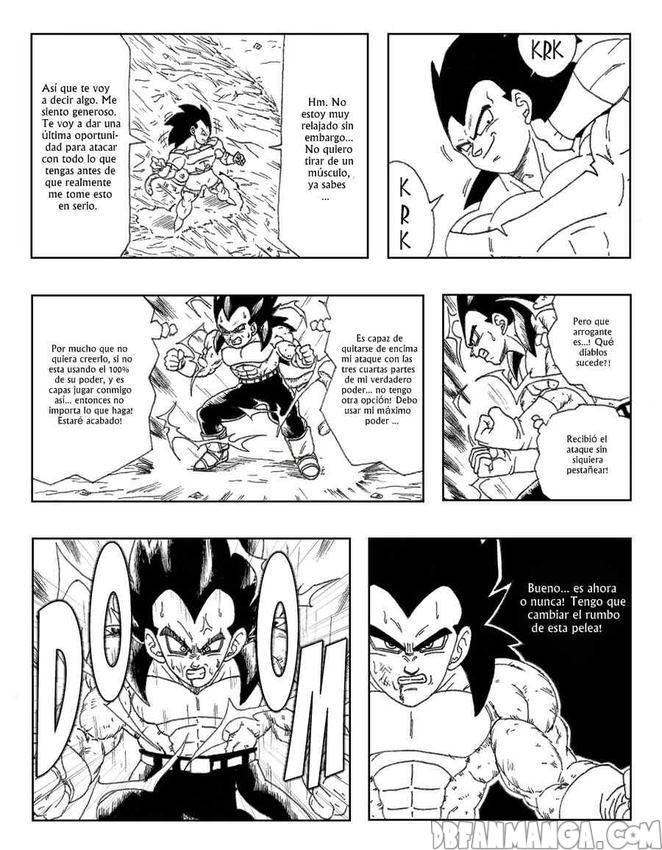 KRK
KRK
Hm. No
estoy muy
relajado sin
embargo...
No quiero
tirar de un
músculo,
ya sabes
...
Así que te voy
a decir algo. Me
siento generoso.
Te voy a dar una
última oportuni-
dad para atacar
con todo lo que
tengas antes de
que realmente
me tome esto
en serio.
Pero que
arrogante
es...! Qué
diablos
sucede?!
Recibió el
ataque sin
siquiera
pestañear!
Es capaz de
quitarse de encima
mi ataque con las
tres cuartas partes
de mi verdadero
poder... no tengo
otra opción! Debo
usar mi máximo
poder ...
Por mucho que no
quiera creerlo, si no
esta usando el 100%
de su poder, y es
capas jugar conmigo
así... entonces no
importa lo que haga!
Estaré acabado!
Bueno... es ahora
o nunca! Tengo que
cambiar el rumbo
de esta pelea!
DOOM
DBFANMANGA.COM